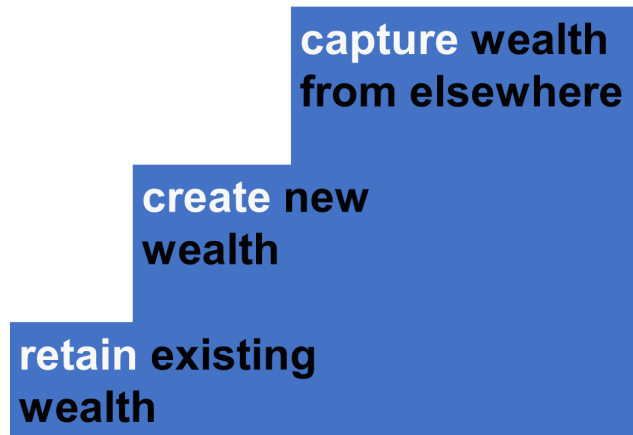 capture wealth
from elsewhere
create new
wealth
retain existing
wealth